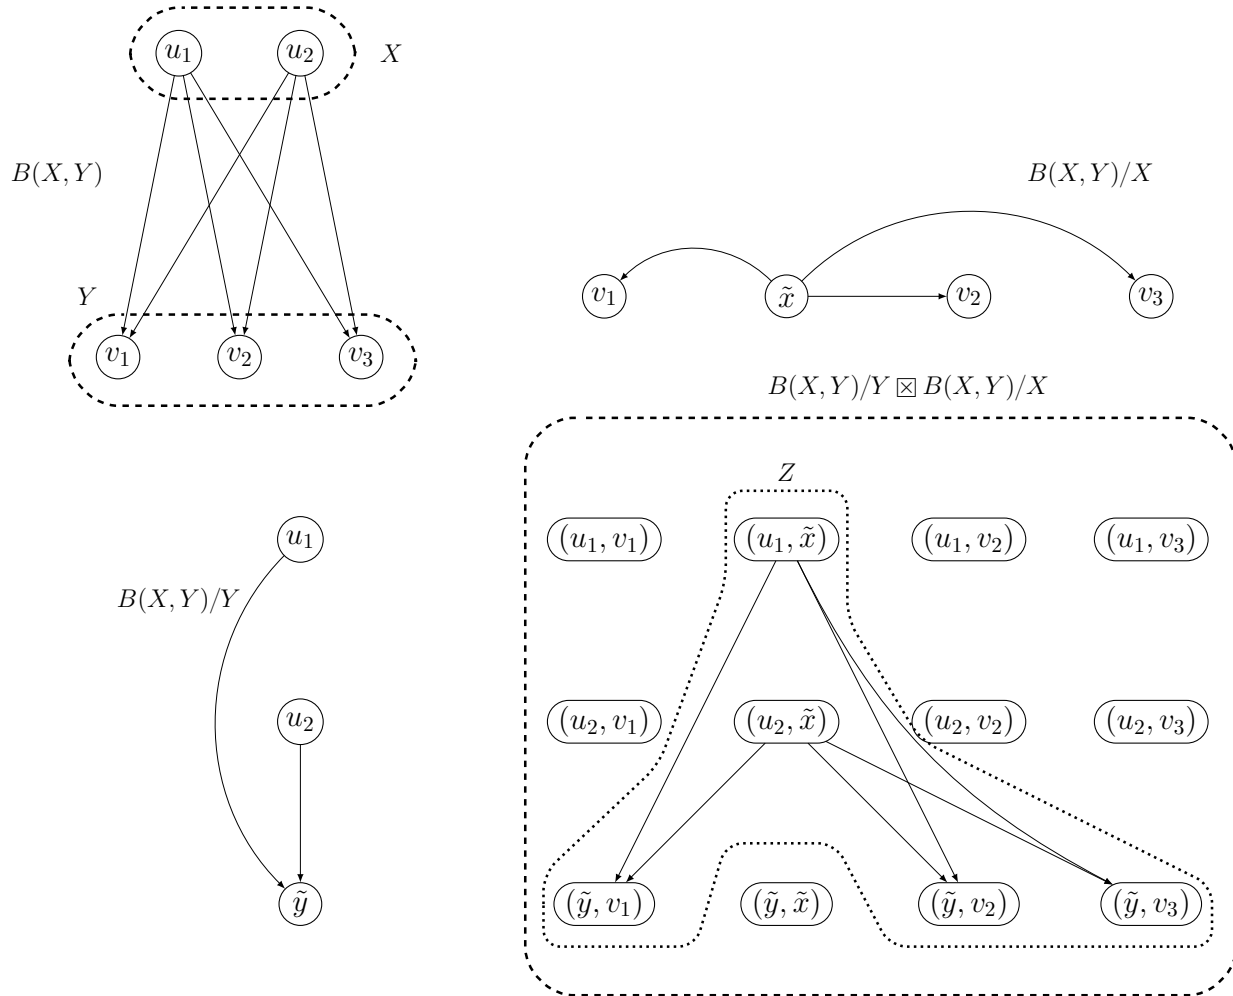 u₁ u₂ X
B(X, Y)
B(X, Y)/X
Y
v₁ x̃ v₂ v₃
v₁ v₂ v₃
B(X, Y)/Y ⊠ B(X, Y)/X
Z
u₁
(u₁, v₁) (u₁, x̃) (u₁, v₂) (u₁, v₃)
B(X, Y)/Y
u₂
(u₂, v₁) (u₂, x̃) (u₂, v₂) (u₂, v₃)
ỹ
(ỹ, v₁) (ỹ, x̃) (ỹ, v₂) (ỹ, v₃)